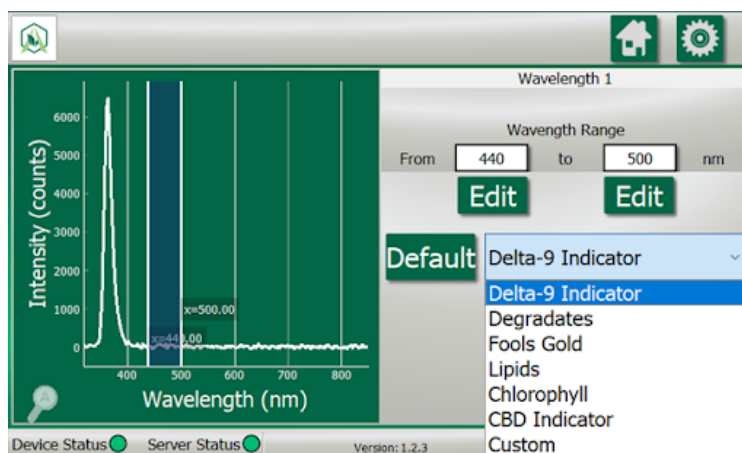 Wavelength 1
Wavength Range
From 440 to 500 nm
Edit Edit
Default Delta-9 Indicator
Delta-9 Indicator
Degradates
Fools Gold
Lipids
Chlorophyll
CBD Indicator
Custom
Intensity (counts)
6000
5000
4000
3000
2000
1000
0
x=500.00
x=440.00
400 500 600 700 800
Wavelength (nm)
A
Device Status Server Status Version: 1.2.3